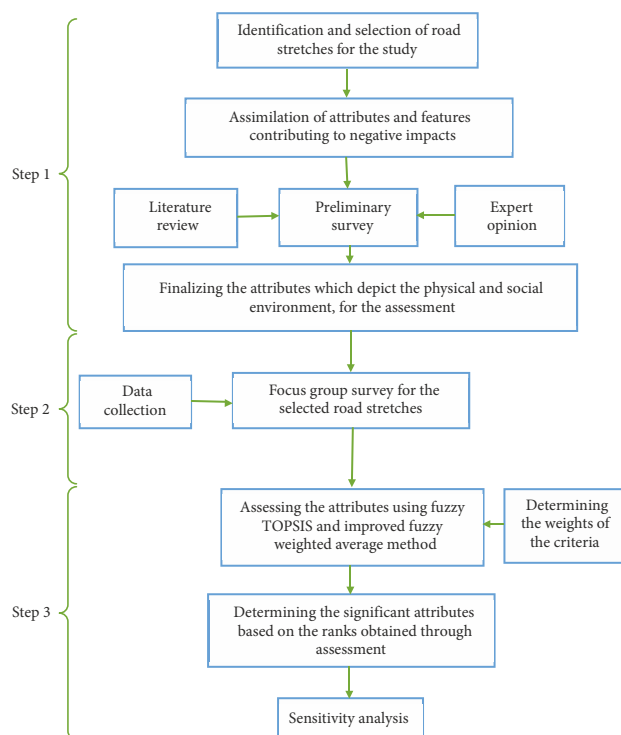 Identification and selection of road
stretches for the study
Assimilation of attributes and features
contributing to negative impacts
Step 1
Literature
review
Preliminary
survey
Expert
opinion
Finalizing the attributes which depict the physical and social
environment, for the assessment
Step 2
Data
collection
Focus group survey for the
selected road stretches
Assessing the attributes using fuzzy
TOPSIS and improved fuzzy
weighted average method
Determining
the weights of
the criteria
Step 3
Determining the significant attributes
based on the ranks obtained through
assessment
Sensitivity analysis